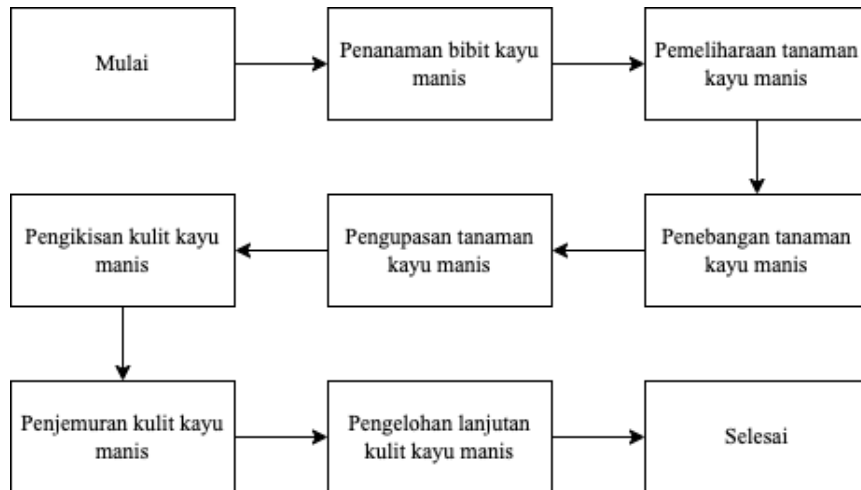 Mulai
Penanaman bibit kayu
manis
Pemeliharaan tanaman
kayu manis
Penebangan tanaman
kayu manis
Pengupasan tanaman
kayu manis
Pengikisan kulit kayu
manis
Penjemuran kulit kayu
manis
Pengelohan lanjutan
kulit kayu manis
Selesai